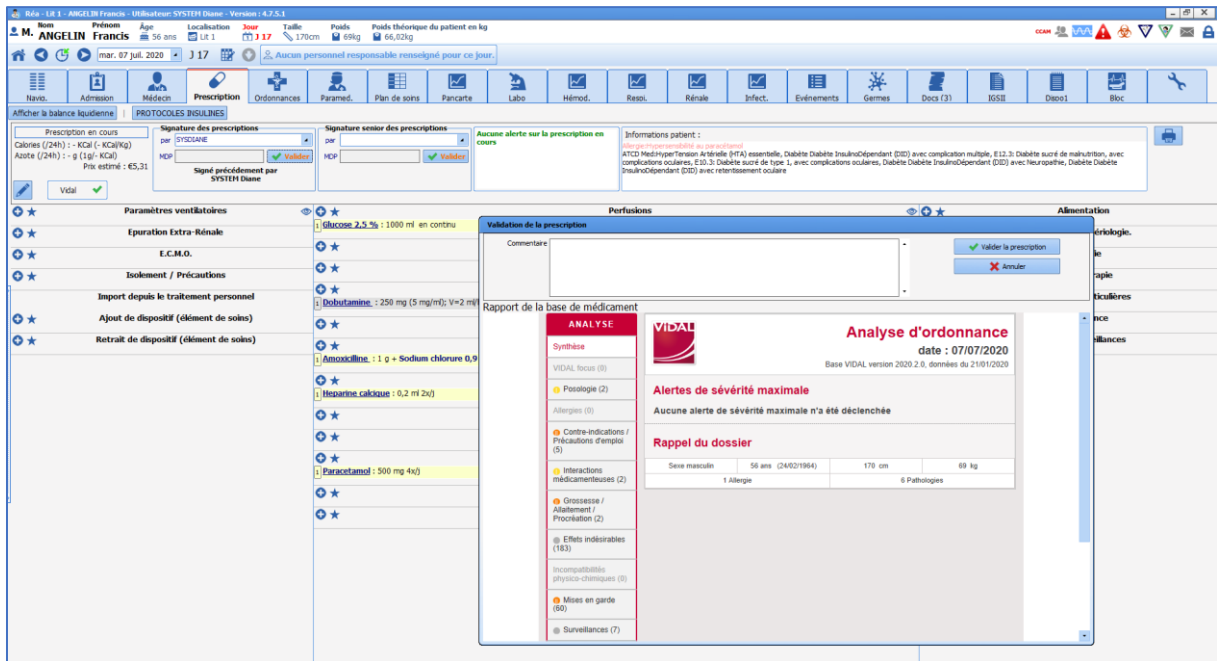 Réa - Lit 1 - ANGELIN Francis - Utilisateur: SYSTEM Diane - Version : 4.7.5.1
Nom Prénom Âge Localisation Jour Taille Poids Poids théorique du patient en kg
M. ANGELIN Francis 56 ans Lit 1 J 17 170cm 69kg 66,02kg
CCAM
mar. 07 juil. 2020 J 17 Aucun personnel responsable renseigné pour ce jour.
Navig. Admission Médecin Prescription Ordonnances Paramed. Plan de soins Pancarte Labo Hémod. Respi. Rénale Infect. Evénements Germes Docs (3) IGSII Dispo1 Bloc
Afficher la balance liquidienne | PROTOCOLES INSULINES
Prescription en cours
Calories (/24h) : - KCal (- KCal/Kg)
Azote (/24h) : - g (1g/- KCal)
Prix estimé : €5,31
Vidal
Signature des prescriptions
par SYSDIANE
MDP Valider
Signé précédement par
SYSTEM Diane
Signature senior des prescriptions
par
MDP Valider
Aucune alerte sur la prescription en
cours
Informations patient :
Allergie:Hypersensibilité au paracétamol
ATCD Med:HyperTension Artérielle (HTA) essentielle, Diabète Diabète InsulinoDépendant (DID) avec complication multiple, E12.3: Diabète sucré de malnutrition, avec
complications oculaires, E10.3: Diabète sucré de type 1, avec complications oculaires, Diabète Diabète InsulinoDépendant (DID) avec Neuropathie, Diabète Diabète
InsulinoDépendant (DID) avec retentissement oculaire
Paramètres ventilatoires
Epuration Extra-Rénale
E.C.M.O.
Isolement / Précautions
Import depuis le traitement personnel
Ajout de dispositif (élément de soins)
Retrait de dispositif (élément de soins)
Perfusions
1 Glucose 2,5 % : 1000 ml en continu
1 Dobutamine : 250 mg (5 mg/ml); V=2 ml/
1 Amoxicilline : 1 g + Sodium chlorure 0,9
1 Heparine calcique : 0,2 ml 2x/j
1 Paracetamol : 500 mg 4x/j
Alimentation
ériologie.
ie
rapie
ticulières
nce
eillances
Validation de la prescription
Commentaire
Valider la prescription
Annuler
Rapport de la base de médicament
ANALYSE
Synthèse
VIDAL focus (0)
Posologie (2)
Allergies (0)
Contre-indications /
Précautions d'emploi
(5)
Interactions
médicamenteuses (2)
Grossesse /
Allaitement /
Procréation (2)
Effets indésirables
(183)
Incompatibilités
physico-chimiques (0)
Mises en garde
(60)
Surveillances (7)
VIDAL
Analyse d'ordonnance
date : 07/07/2020
Base VIDAL version 2020.2.0, données du 21/01/2020
Alertes de sévérité maximale
Aucune alerte de sévérité maximale n'a été déclenchée
Rappel du dossier
Sexe masculin 56 ans (24/02/1964) 170 cm 69 kg
1 Allergie 6 Pathologies